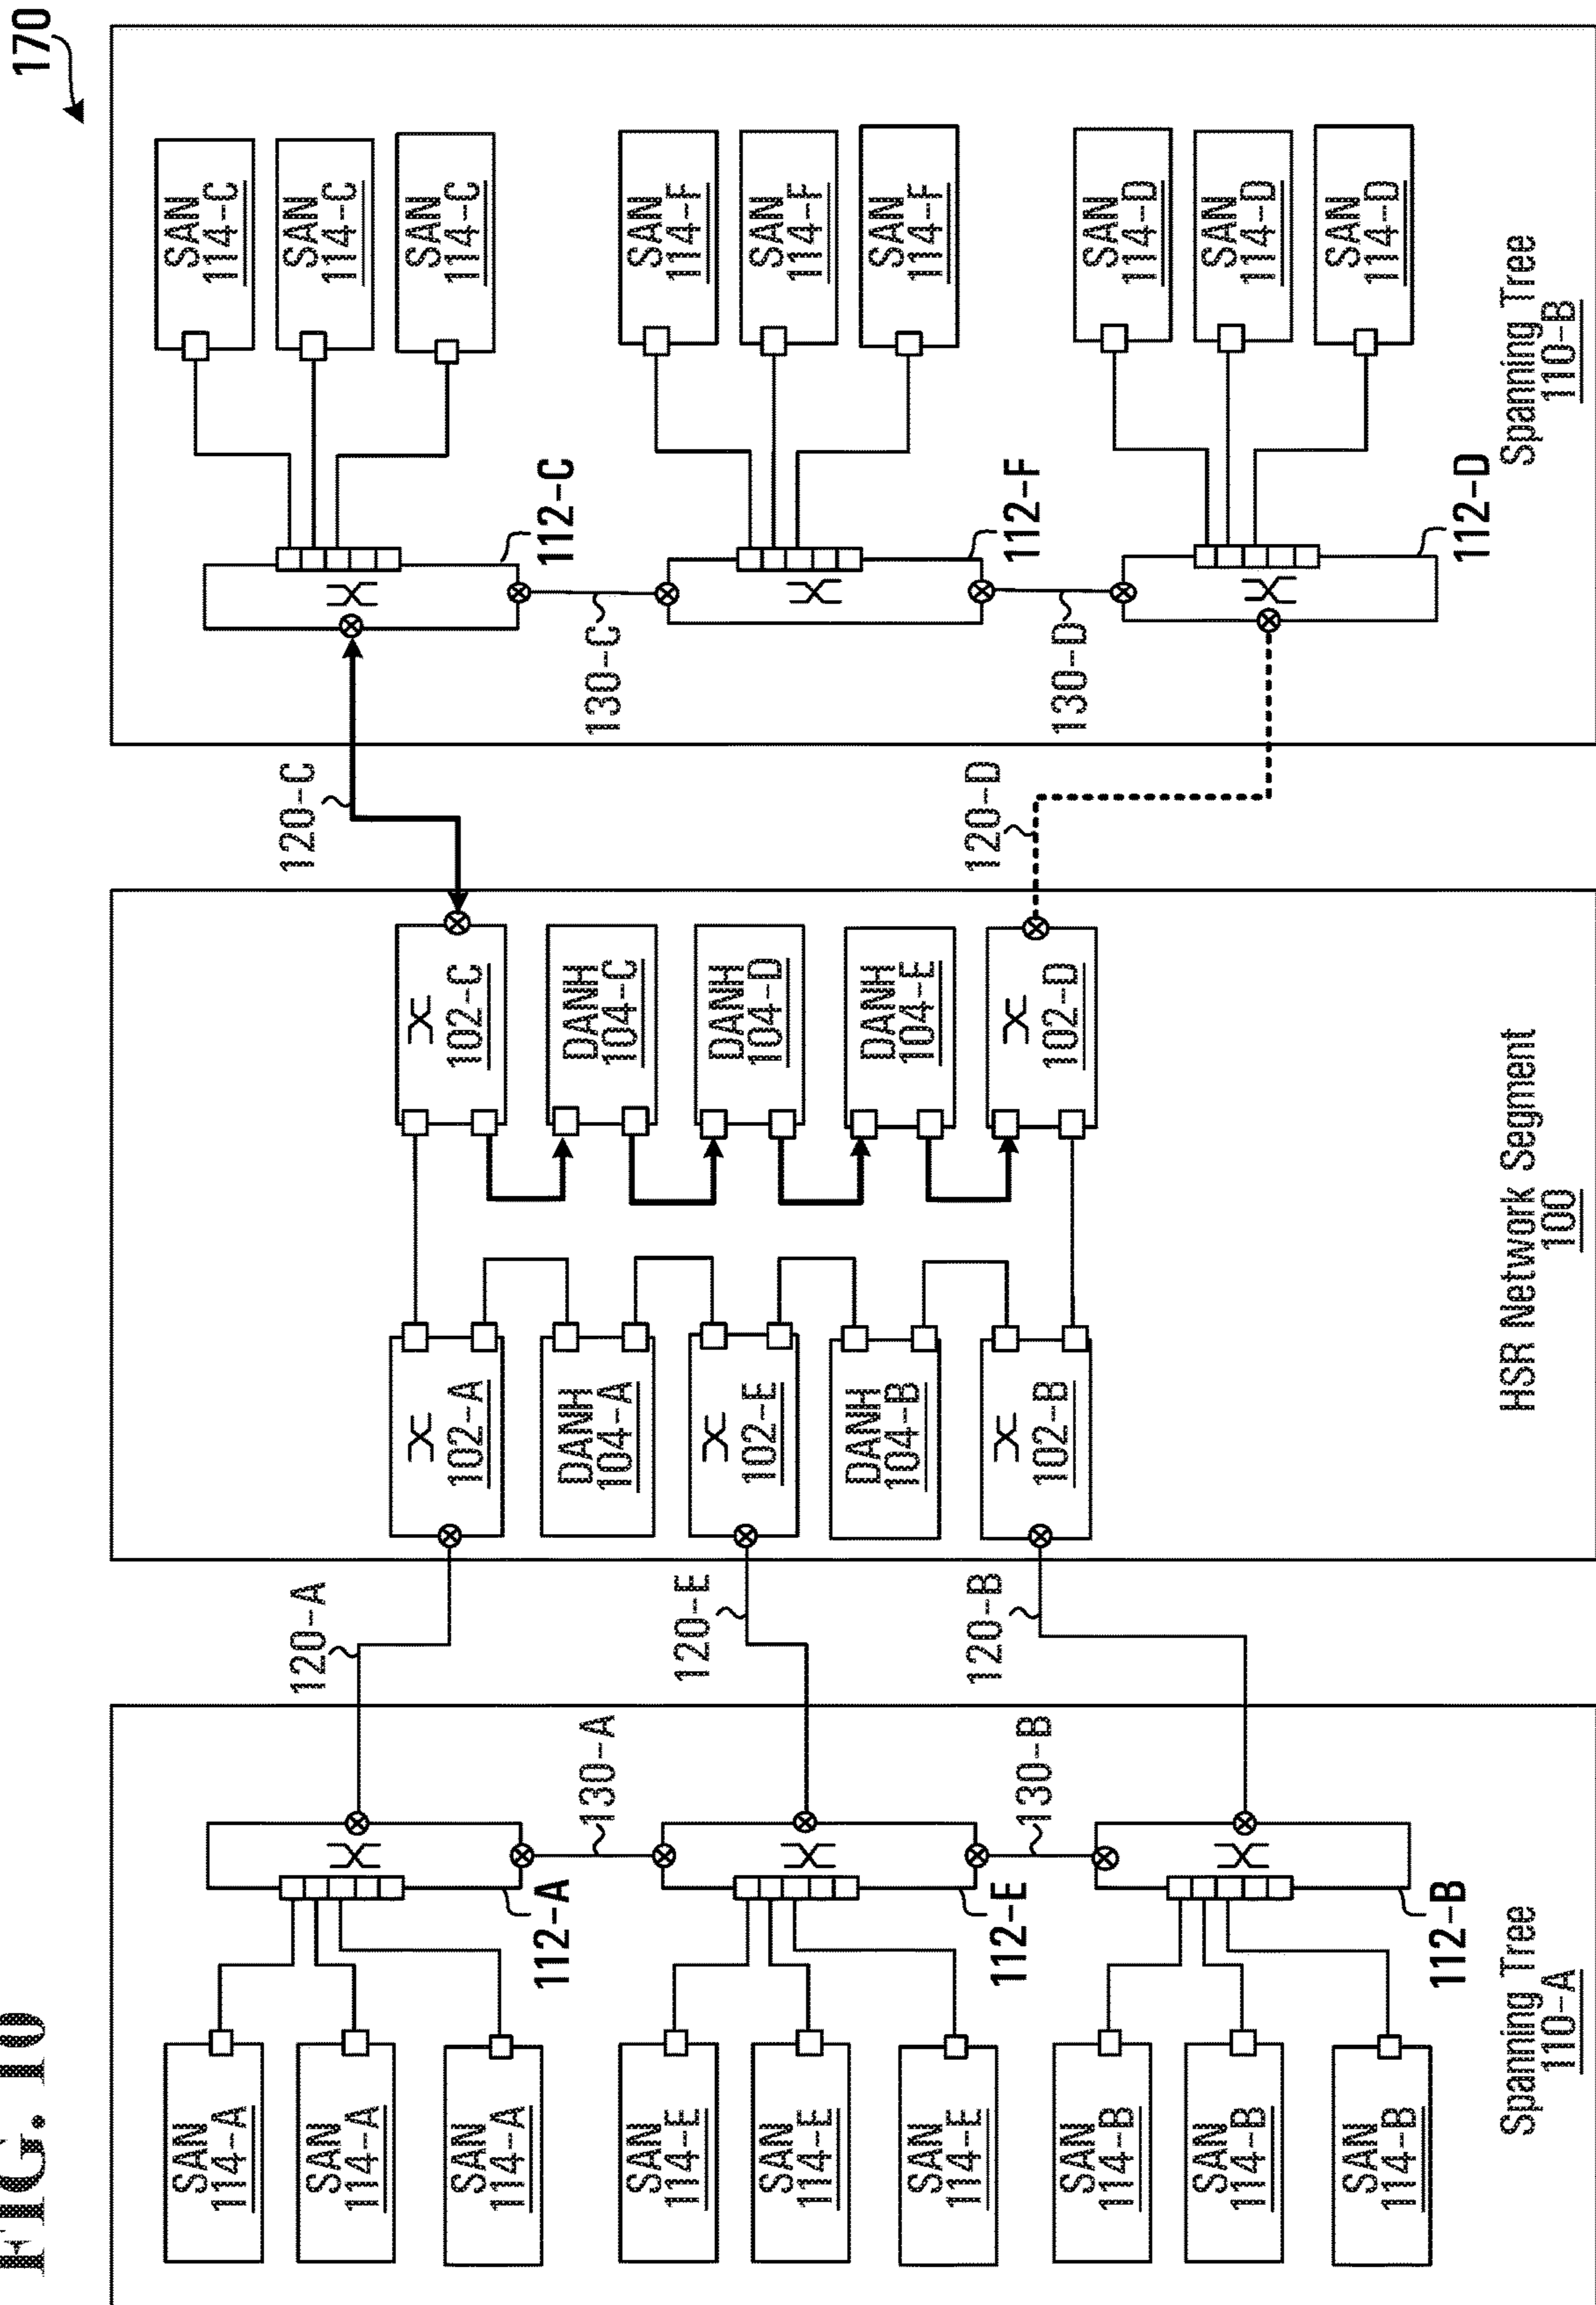 FIG. 10
170
SAN
114-A
SAN
114-A
SAN
114-A
112-A
130-A
SAN
114-E
SAN
114-E
SAN
114-E
112-E
130-B
SAN
114-B
SAN
114-B
SAN
114-B
112-B
Spanning Tree
110-A
120-A
120-E
120-B
102-A
DANH
104-A
102-E
DANH
104-B
102-B
102-C
DANH
104-C
DANH
104-D
DANH
104-E
102-D
HSR Network Segment
100
120-C
120-D
112-C
130-C
SAN
114-C
SAN
114-C
SAN
114-C
112-F
130-D
SAN
114-F
SAN
114-F
SAN
114-F
112-D
SAN
114-D
SAN
114-D
SAN
114-D
Spanning Tree
110-B